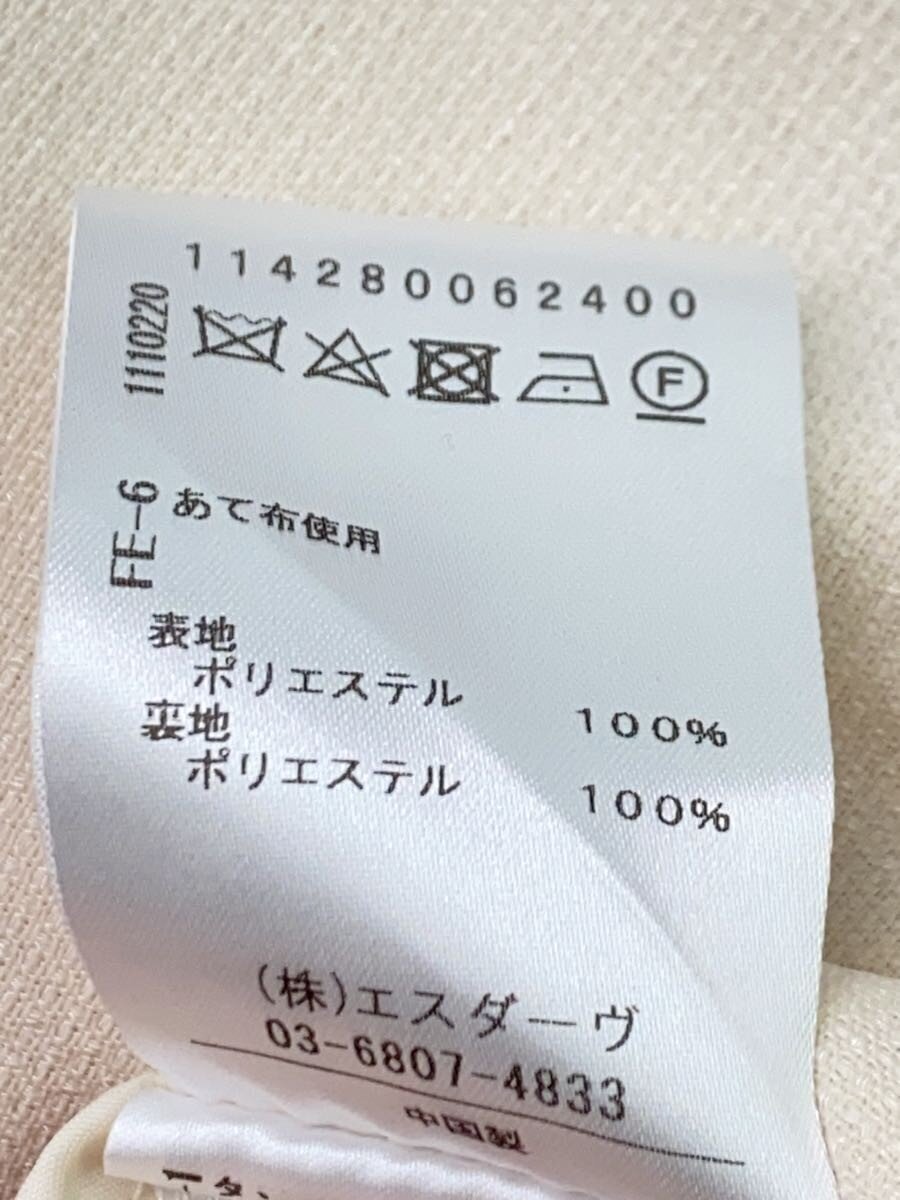 114280062400
1110220
F
FE-6
あて布使用
表地
ポリエステル 100%
裏地
ポリエステル 100%
(株)エスダーヴ
03-6807-4833
中国製